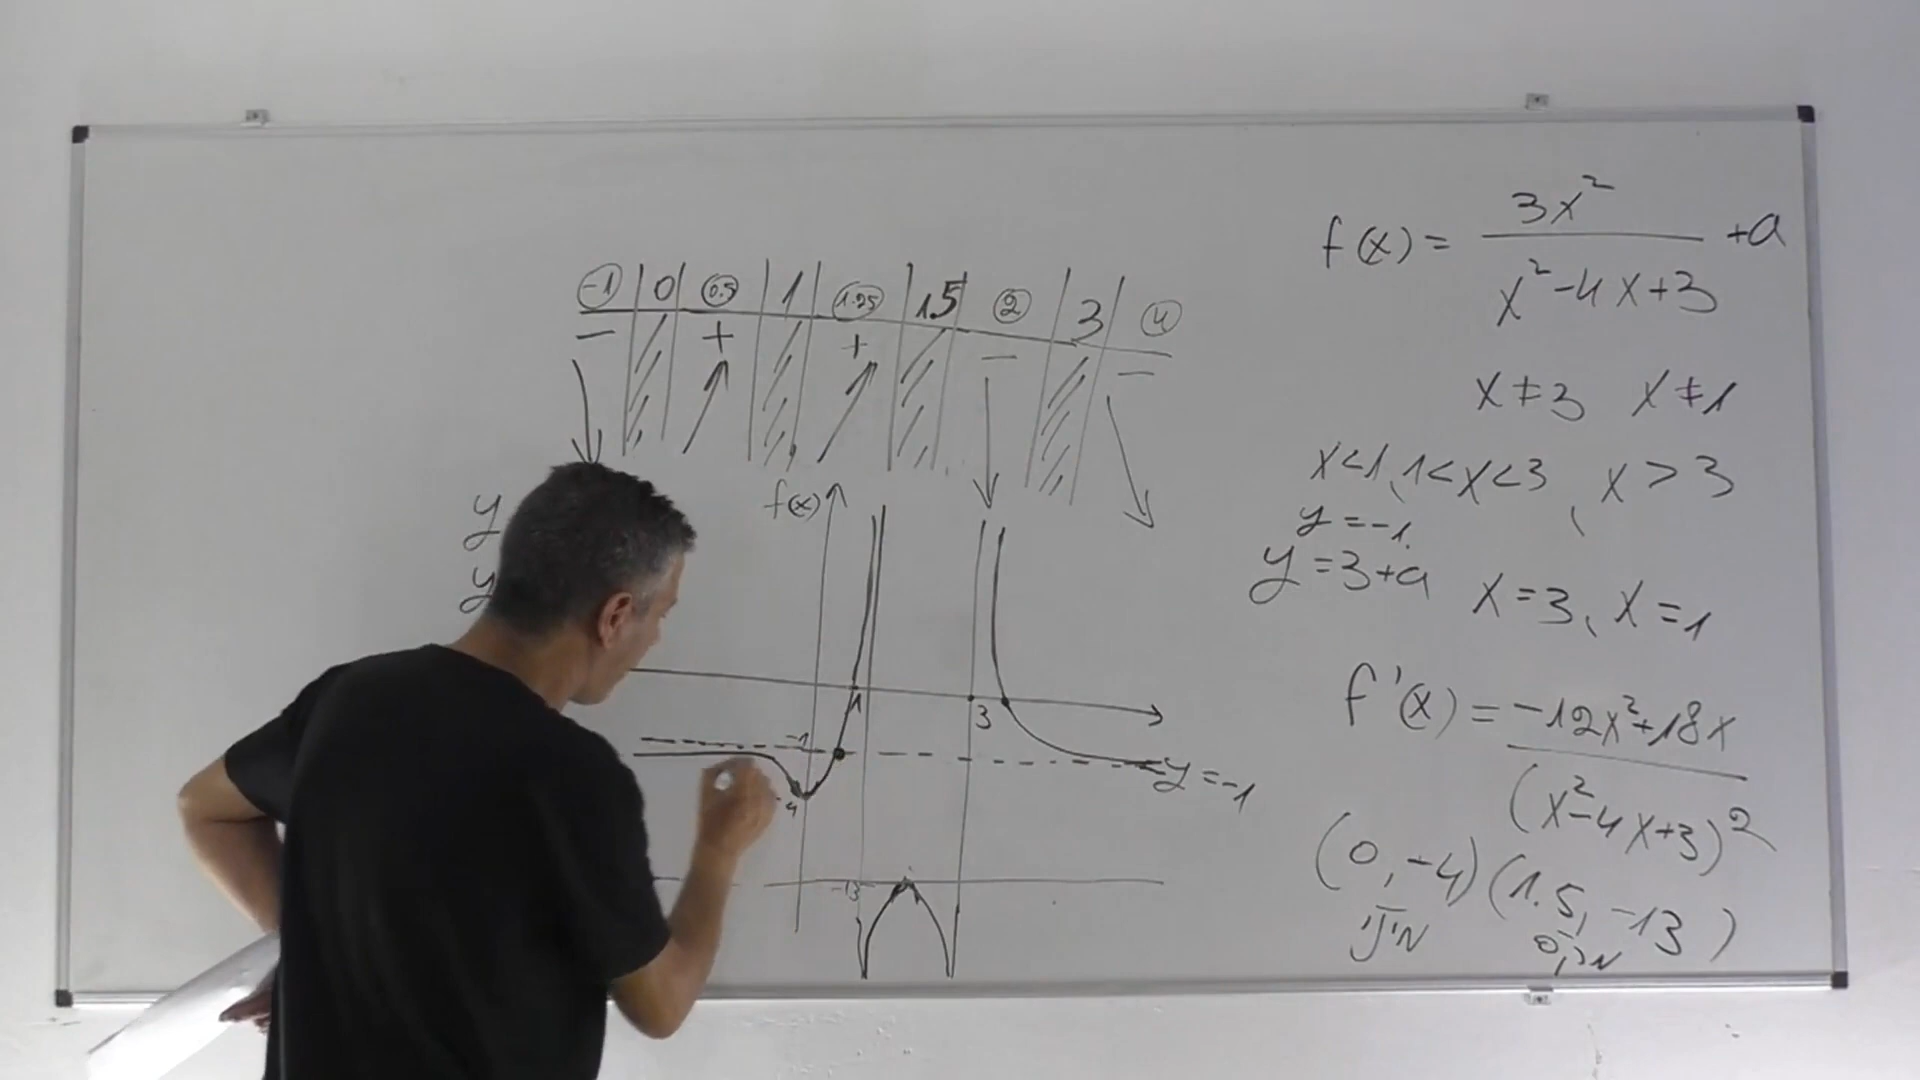 -1 0 0.5 1 1.25 1.5 2 3 4
- + + - -
y
y
f(x)
1 3
-1
y=-1
-4
-13
f(x) = 3x² / x²-4x+3 +a
x≠3 x≠1
x<1, 1<x<3, x>3
y=-1
y=3+a x=3, x=1
f'(x) = -12x²+18x / (x²-4x+3)²
(0,-4) (1.5,-13)